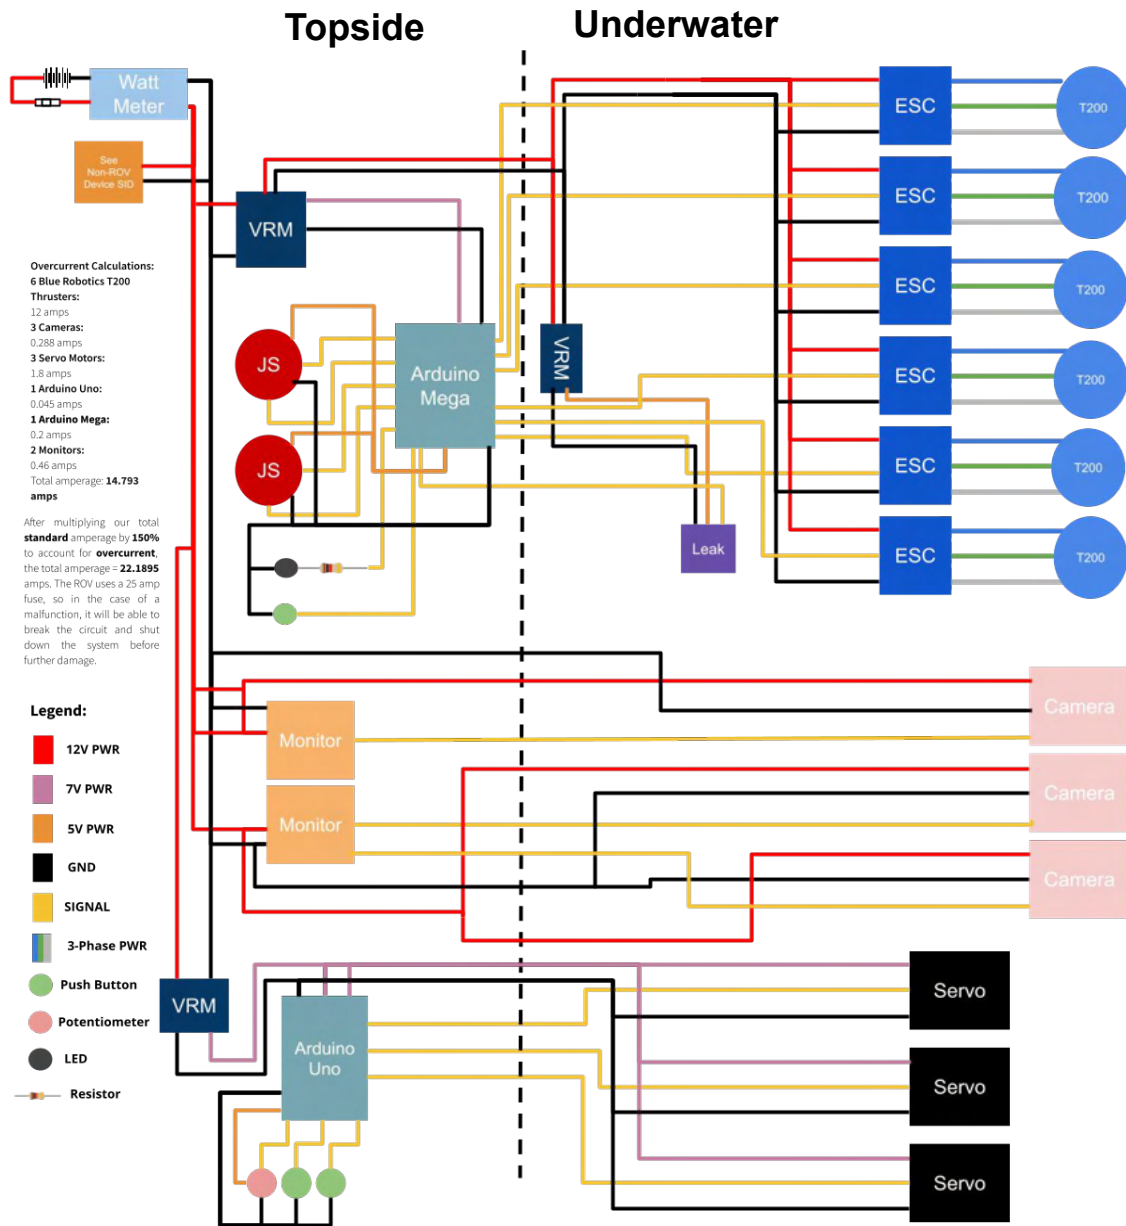 Topside
Underwater
Watt
Meter
See
Non-ROV
Device SID
VRM
ESC
T200
ESC
T200
ESC
T200
ESC
T200
ESC
T200
ESC
T200
Overcurrent Calculations:
6 Blue Robotics T200
Thrusters:
12 amps
3 Cameras:
0.288 amps
3 Servo Motors:
1.8 amps
1 Arduino Uno:
0.045 amps
1 Arduino Mega:
0.2 amps
2 Monitors:
0.46 amps
Total amperage: 14.793
amps
After multiplying our total
standard amperage by 150%
to account for overcurrent,
the total amperage = 22.1895
amps. The ROV uses a 25 amp
fuse, so in the case of a
malfunction, it will be able to
break the circuit and shut
down the system before
further damage.
JS
JS
Arduino
Mega
VRM
Leak
Legend:
12V PWR
7V PWR
5V PWR
GND
SIGNAL
3-Phase PWR
Push Button
Potentiometer
LED
Resistor
Monitor
Monitor
Camera
Camera
Camera
VRM
Arduino
Uno
Servo
Servo
Servo